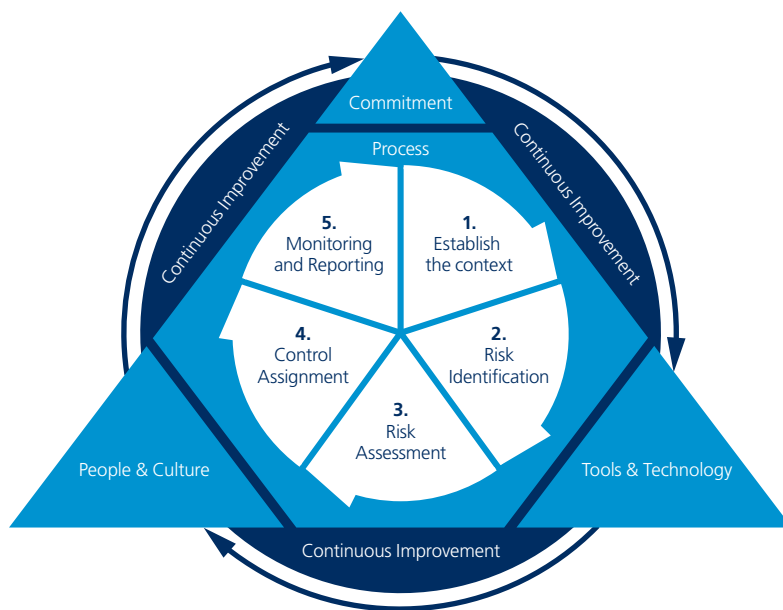 Commitment
Continuous Improvement
Continuous Improvement
Process
5.
Monitoring
and Reporting
1.
Establish
the context
4.
Control
Assignment
2.
Risk
Identification
3.
Risk
Assessment
People & Culture
Tools & Technology
Continuous Improvement